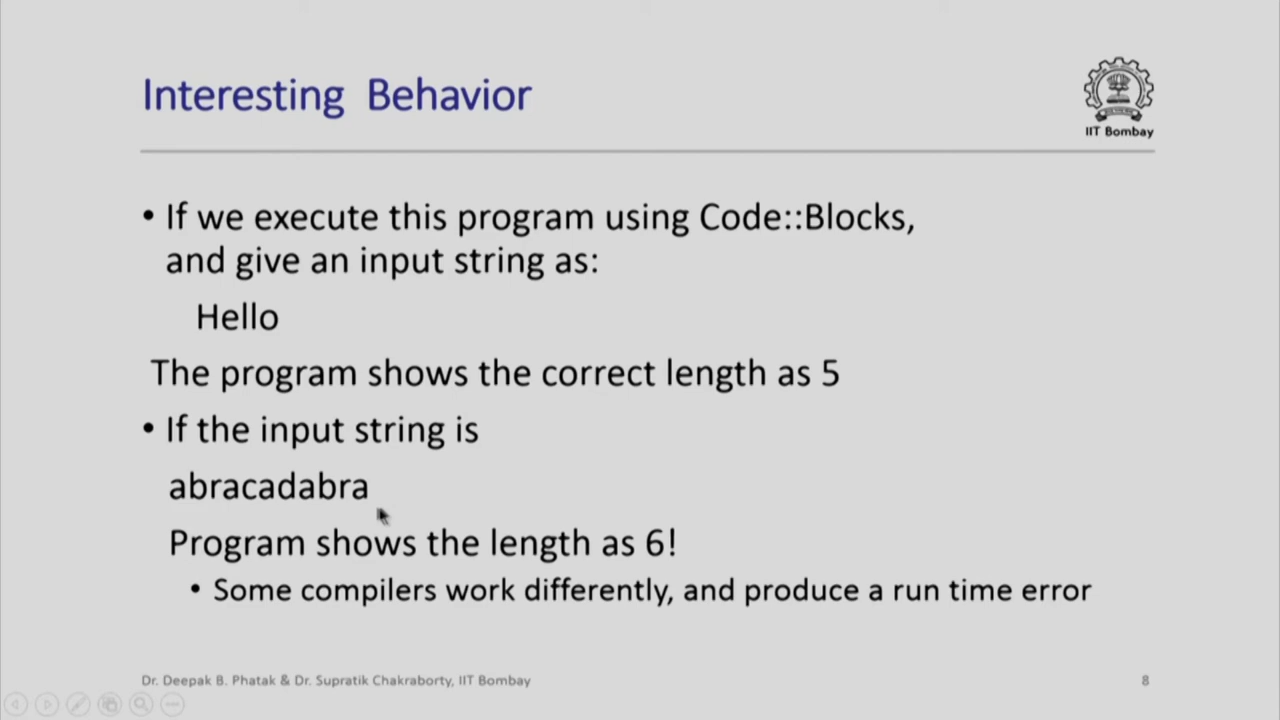 Interesting Behavior
IIT Bombay
• If we execute this program using Code::Blocks,
and give an input string as:
Hello
The program shows the correct length as 5
• If the input string is
abracadabra
Program shows the length as 6!
• Some compilers work differently, and produce a run time error
Dr. Deepak B. Phatak & Dr. Supratik Chakraborty, IIT Bombay
8